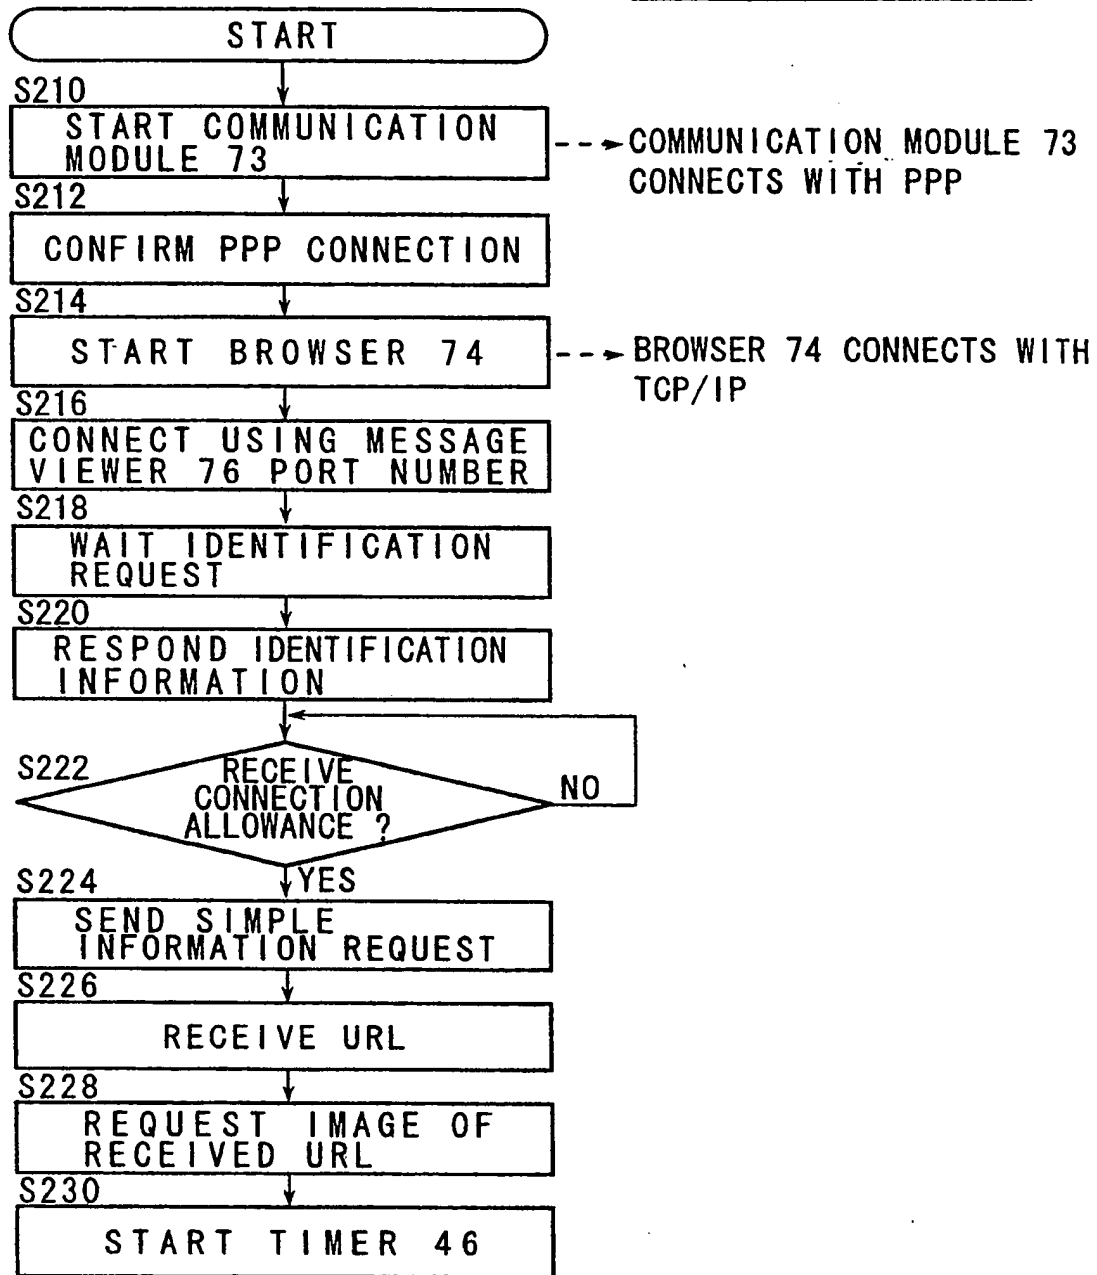 START
S210
START COMMUNICATION
MODULE 73
COMMUNICATION MODULE 73
CONNECTS WITH PPP
S212
CONFIRM PPP CONNECTION
S214
START BROWSER 74
BROWSER 74 CONNECTS WITH
TCP/IP
S216
CONNECT USING MESSAGE
VIEWER 76 PORT NUMBER
S218
WAIT IDENTIFICATION
REQUEST
S220
RESPOND IDENTIFICATION
INFORMATION
S222
RECEIVE
CONNECTION
ALLOWANCE ?
NO
YES
S224
SEND SIMPLE
INFORMATION REQUEST
S226
RECEIVE URL
S228
REQUEST IMAGE OF
RECEIVED URL
S230
START TIMER 46